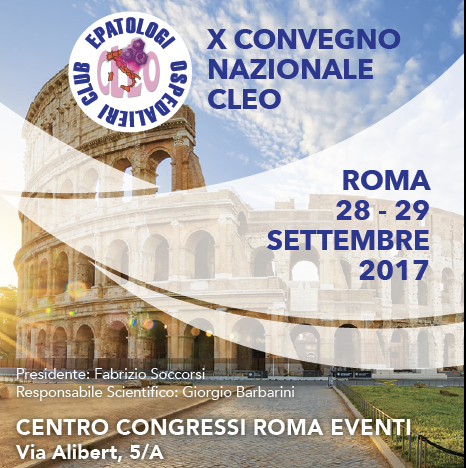 CLUB EPATOLOGI OSPEDALIERI
CLEO
X CONVEGNO
NAZIONALE
CLEO
ROMA
28 - 29
SETTEMBRE
2017
Presidente: Fabrizio Soccorsi
Responsabile Scientifico: Giorgio Barbarini
CENTRO CONGRESSI ROMA EVENTI
Via Alibert, 5/A